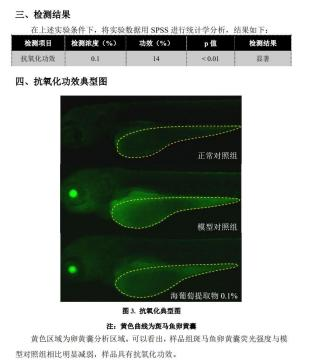 三、检测结果
在上述实验条件下，将实验数据用 SPSS 进行统计学分析，结果如下：
检测项目 检测浓度（%） 功效（%） p 值 检测结果
抗氧化功效 0.1 14 < 0.01 显著
四、抗氧化功效典型图
正常对照组
模型对照组
海葡萄提取物 0.1%
图 3. 抗氧化典型图
注：黄色曲线为斑马鱼卵黄囊
黄色区域为卵黄囊分析区域，可以看出，样品组斑马鱼卵黄囊荧光强度与模
型对照组相比明显减弱，样品具有抗氧化功效。